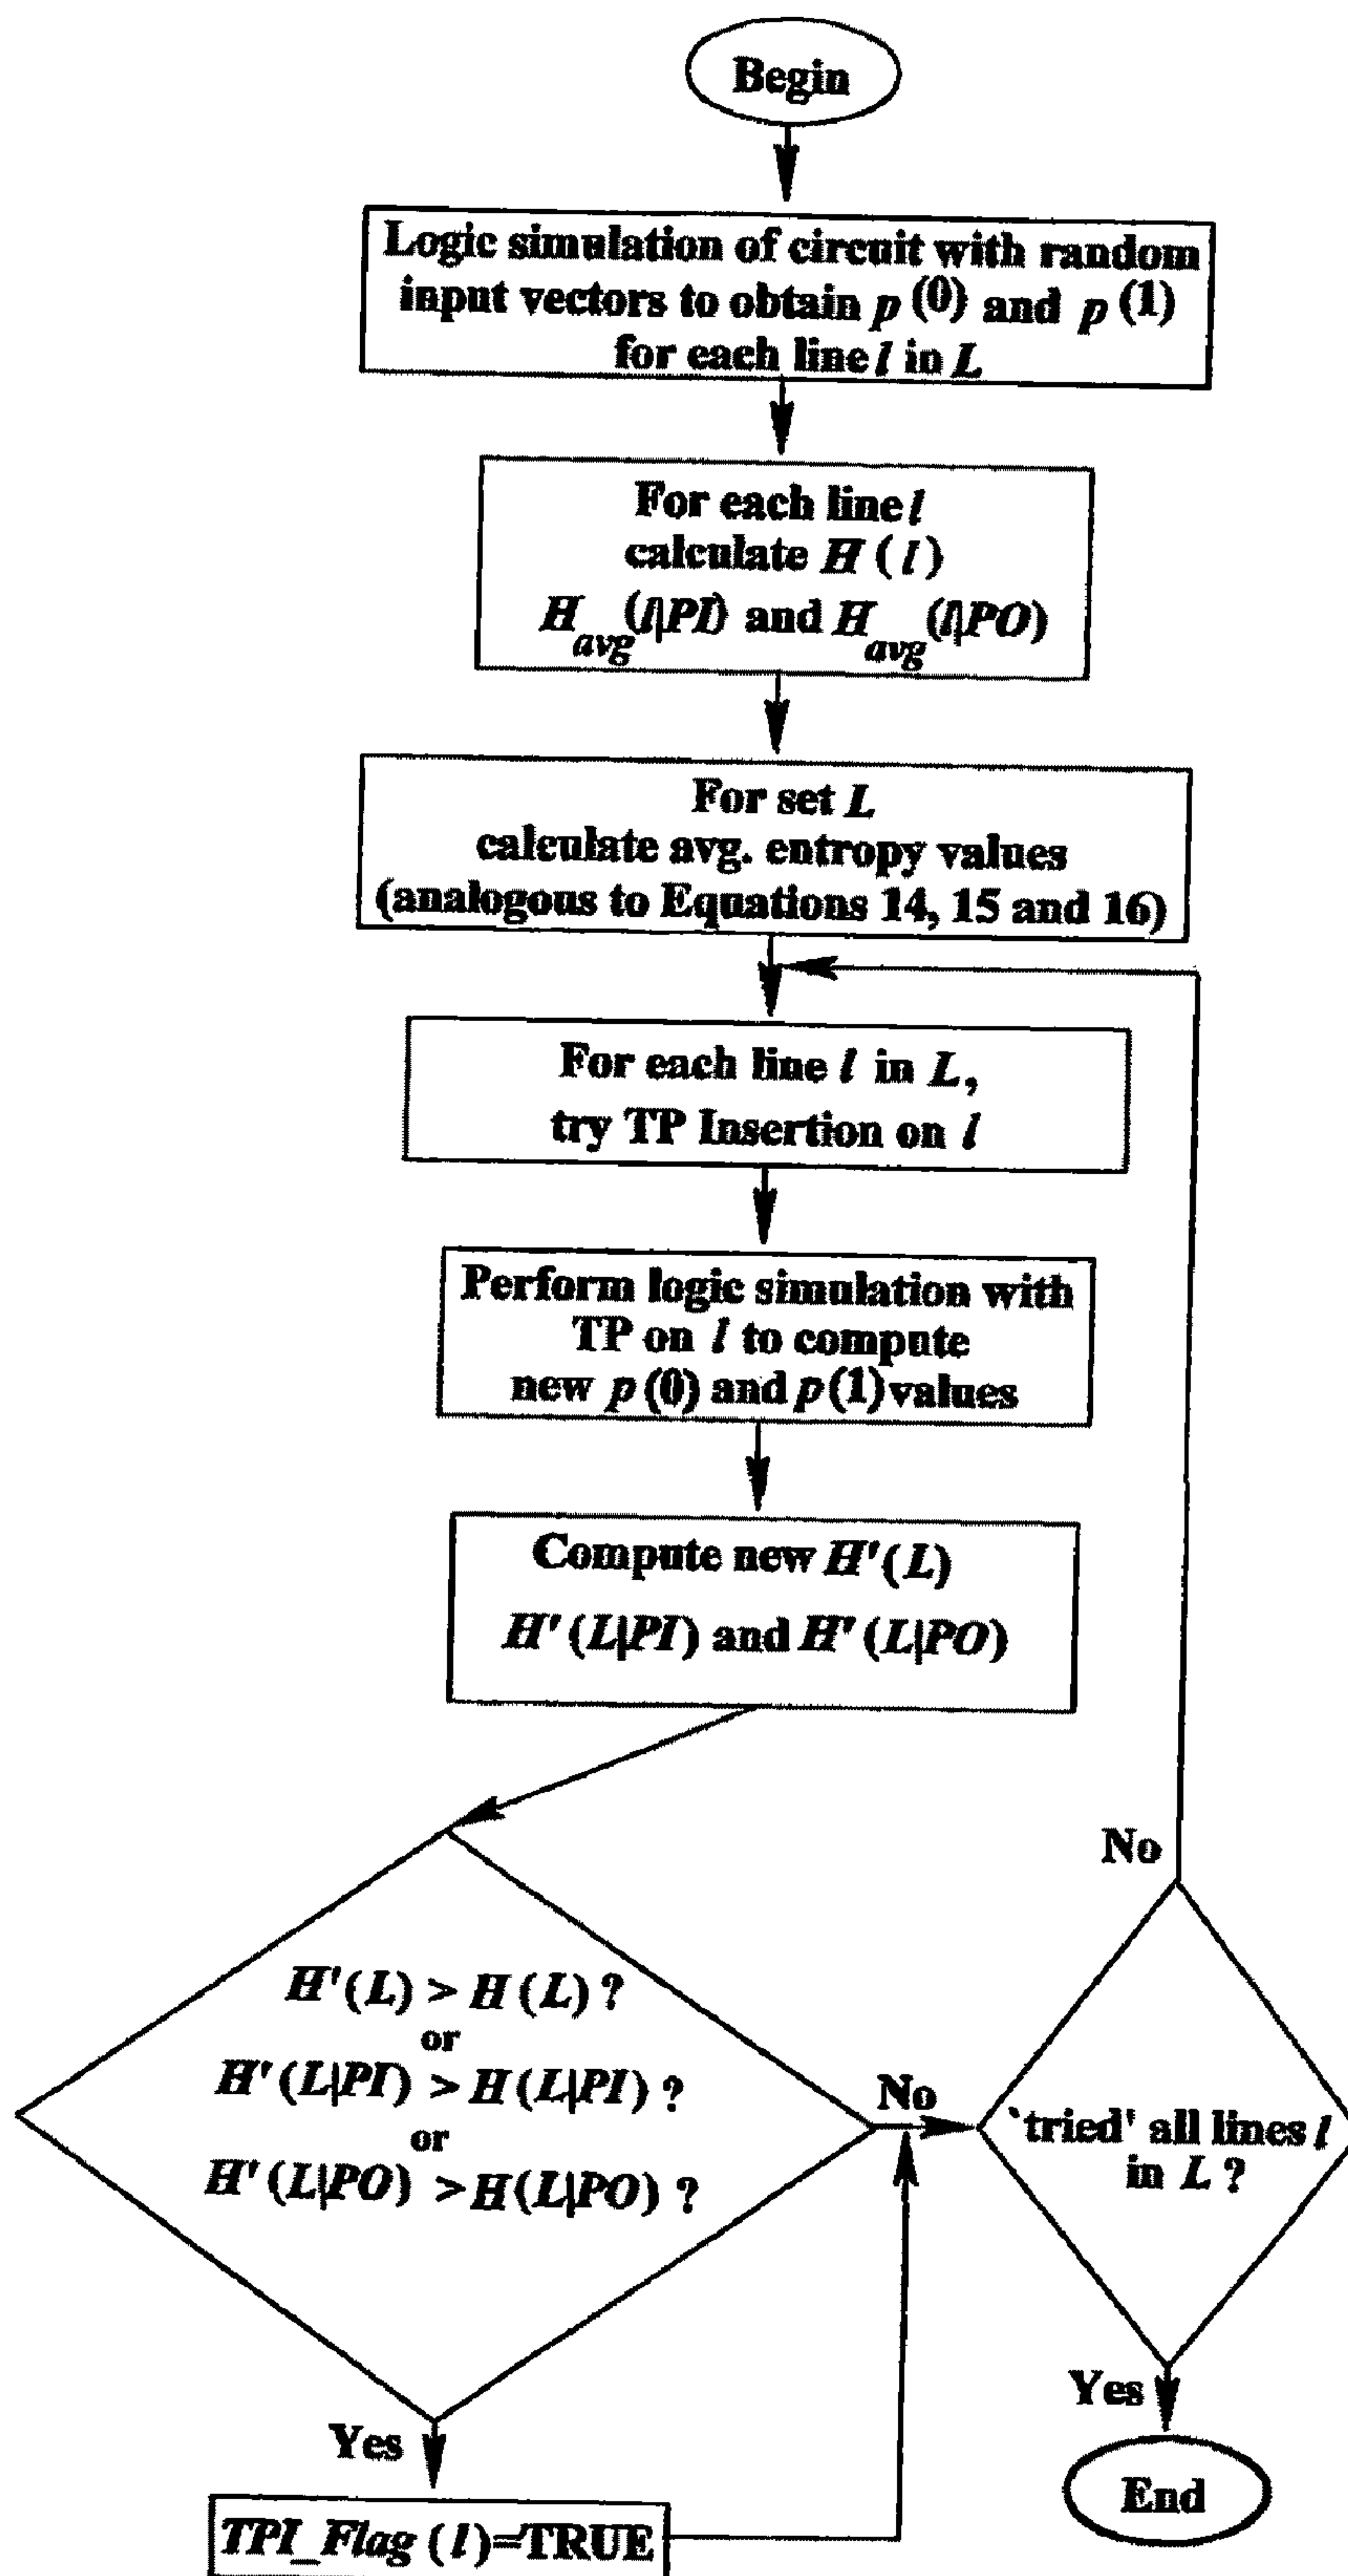 Begin
Logic simulation of circuit with random
input vectors to obtain p (0) and p (1)
for each line l in L
For each line l
calculate H (l)
H_avg(l|PI) and H_avg(l|PO)
For set L
calculate avg. entropy values
(analogous to Equations 14, 15 and 16)
For each line l in L,
try TP Insertion on l
Perform logic simulation with
TP on l to compute
new p (0) and p (1) values
Compute new H'(L)
H' (L|PI) and H' (L|PO)
H'(L) > H (L) ?
or
H' (L|PI) > H(L|PI) ?
or
H' (L|PO) > H(L|PO) ?
No
Yes
TPI_Flag (l)=TRUE
No
`tried' all lines l
in L ?
Yes
End